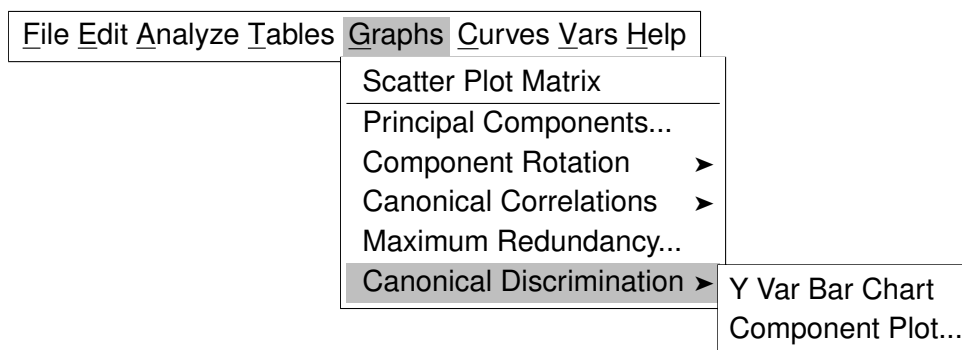 File Edit Analyze Tables Graphs Curves Vars Help
Scatter Plot Matrix
Principal Components...
Component Rotation ➤
Canonical Correlations ➤
Maximum Redundancy...
Canonical Discrimination ➤
Y Var Bar Chart
Component Plot...